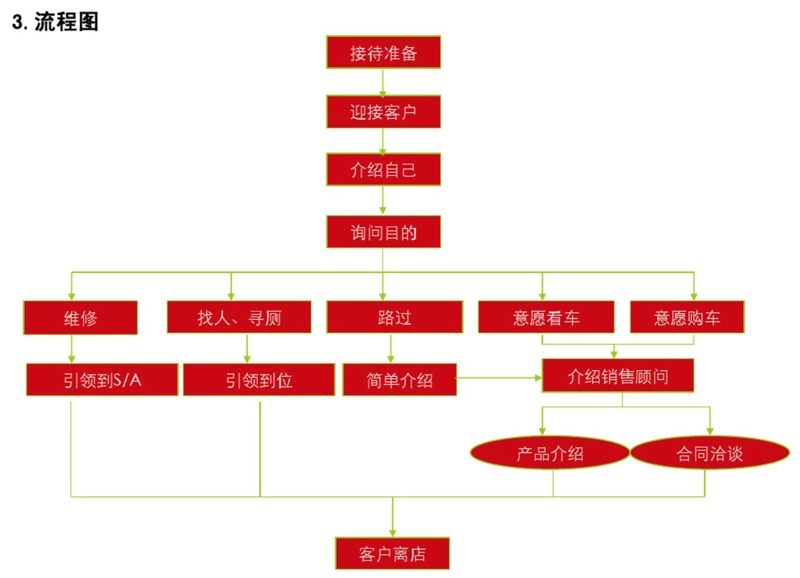 3. 流程图
接待准备
迎接客户
介绍自己
询问目的
维修
找人、寻厕
路过
意愿看车
意愿购车
引领到S/A
引领到位
简单介绍
介绍销售顾问
产品介绍
合同洽谈
客户离店